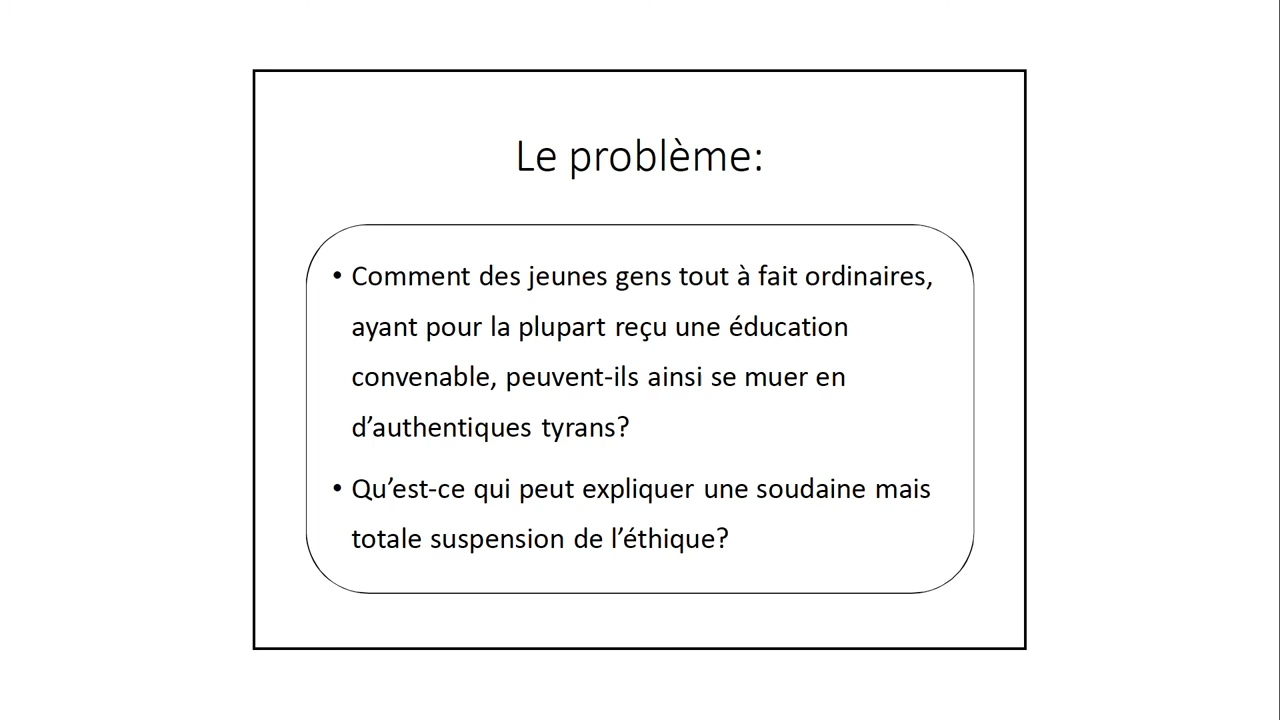 Le problème:
• Comment des jeunes gens tout à fait ordinaires,
ayant pour la plupart reçu une éducation
convenable, peuvent-ils ainsi se muer en
d’authentiques tyrans?
• Qu’est-ce qui peut expliquer une soudaine mais
totale suspension de l’éthique?